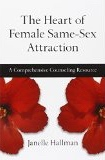 The Heart of
Female Same-Sex
Attraction
A Comprehensive Counseling Resource
Janelle Hallman